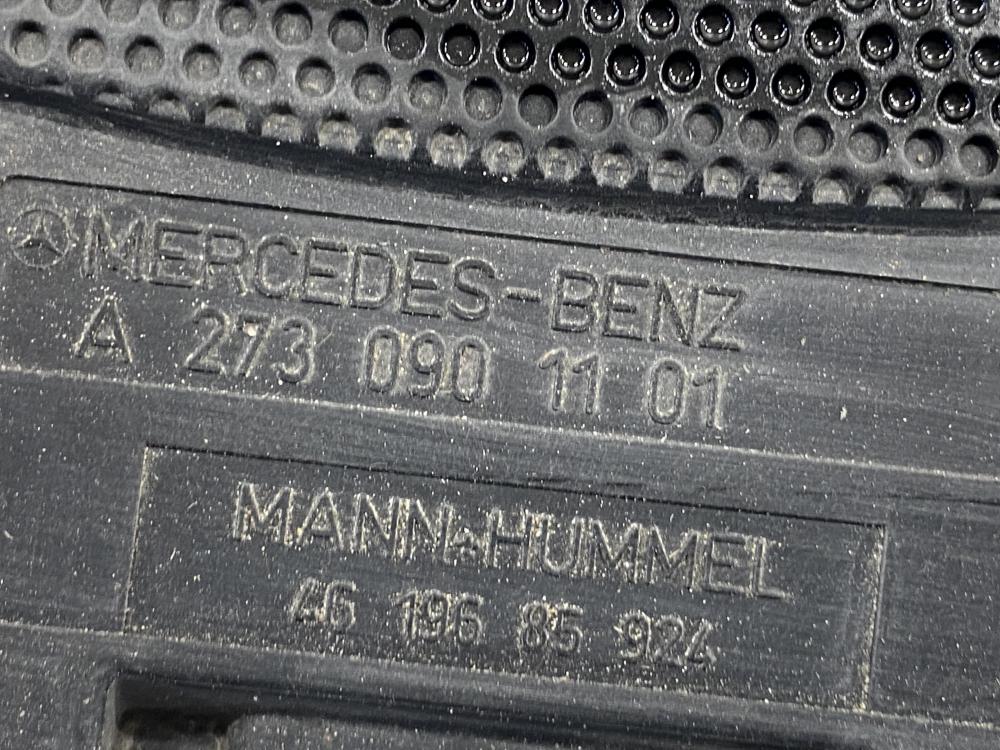 MERCEDES-BENZ
A 273 090 11 01
MANN+HUMMEL
46 196 85 924